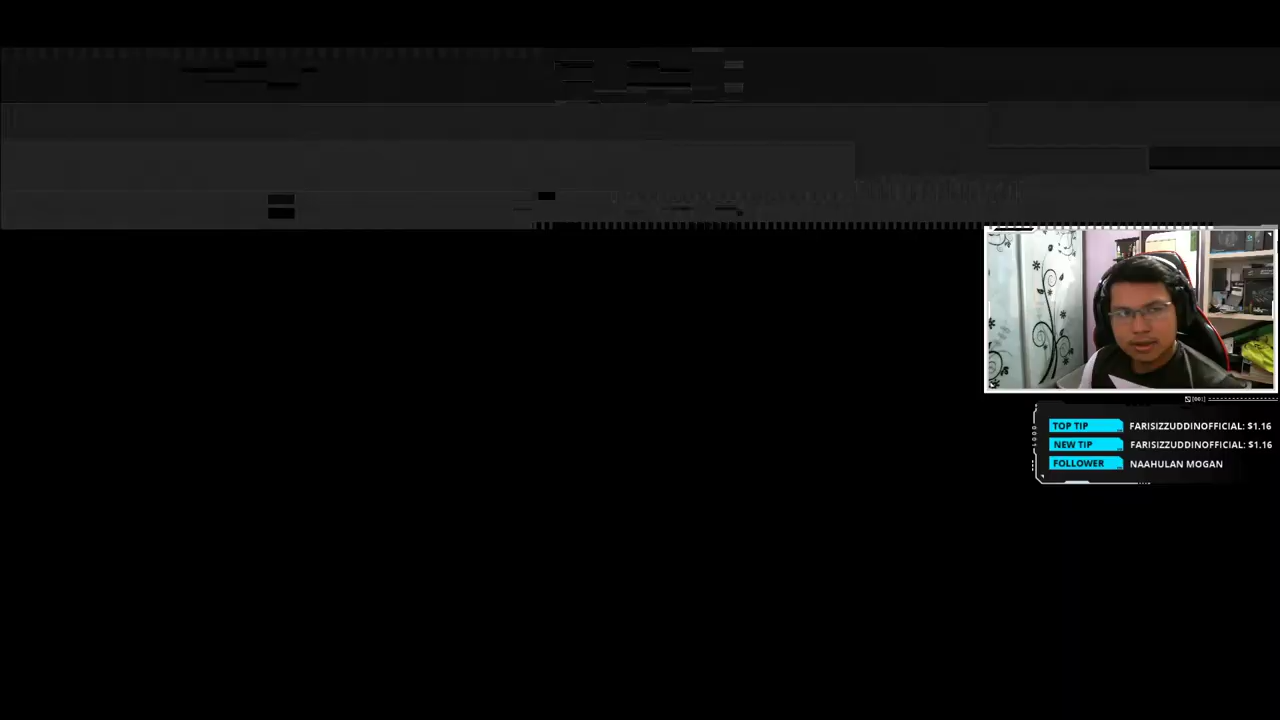 TOP TIP FARISIZZUDDINOFFICIAL: $1.16
NEW TIP FARISIZZUDDINOFFICIAL: $1.16
FOLLOWER NAAHULAN MOGAN